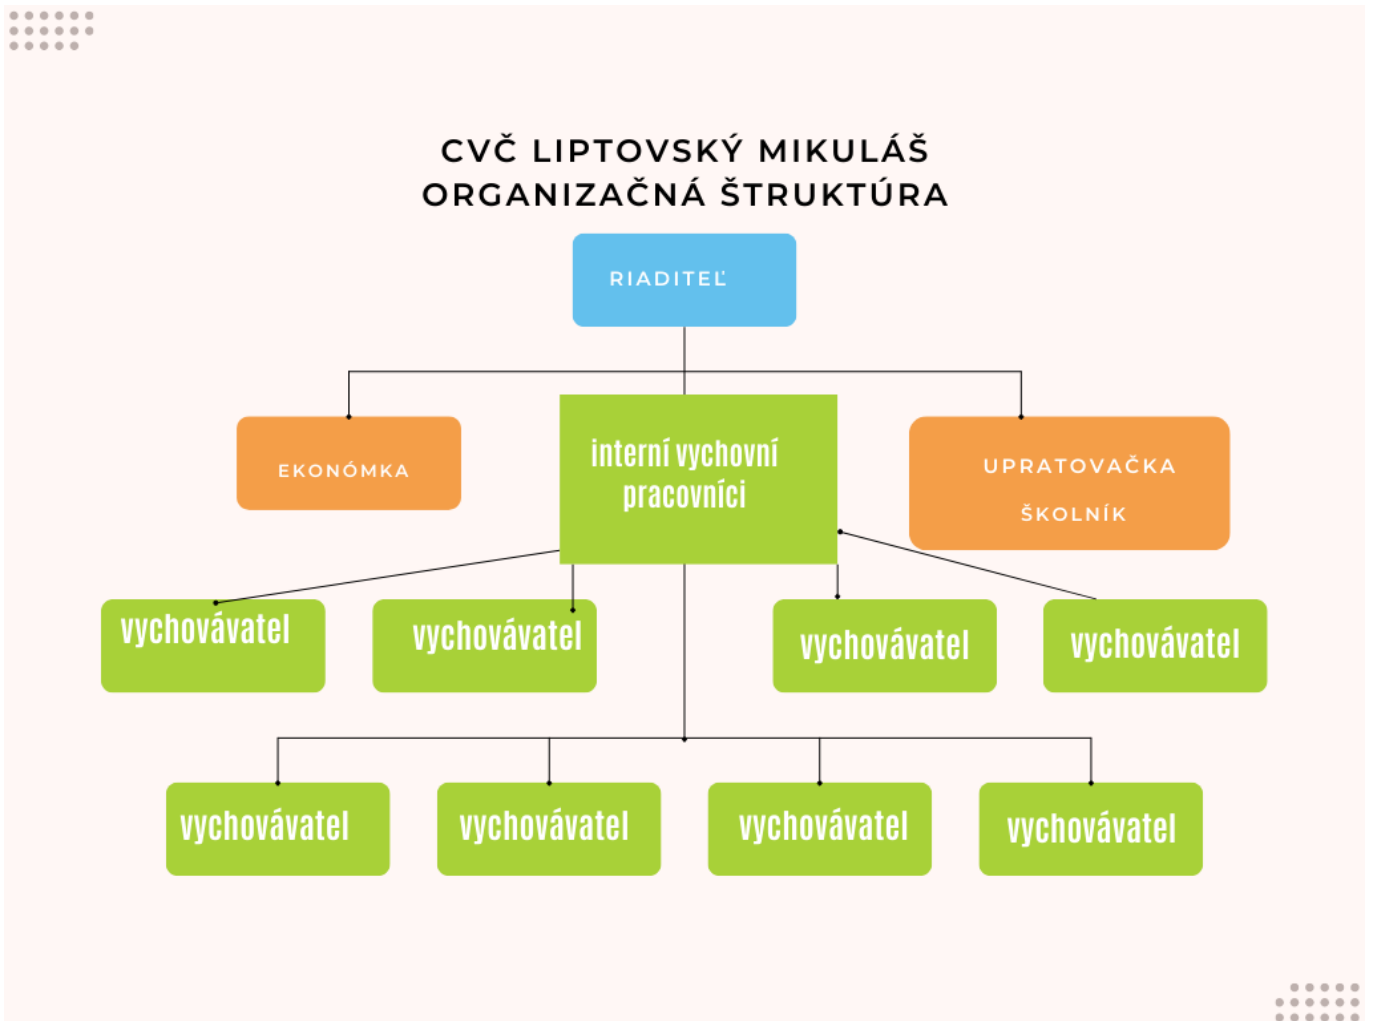 CVČ LIPTOVSKÝ MIKULÁŠ
ORGANIZAČNÁ ŠTRUKTÚRA
RIADITEĽ
EKONÓMKA
interní vychovní
pracovníci
UPRATOVAČKA
ŠKOLNÍK
vychovávatel
vychovávatel
vychovávatel
vychovávatel
vychovávatel
vychovávatel
vychovávatel
vychovávatel